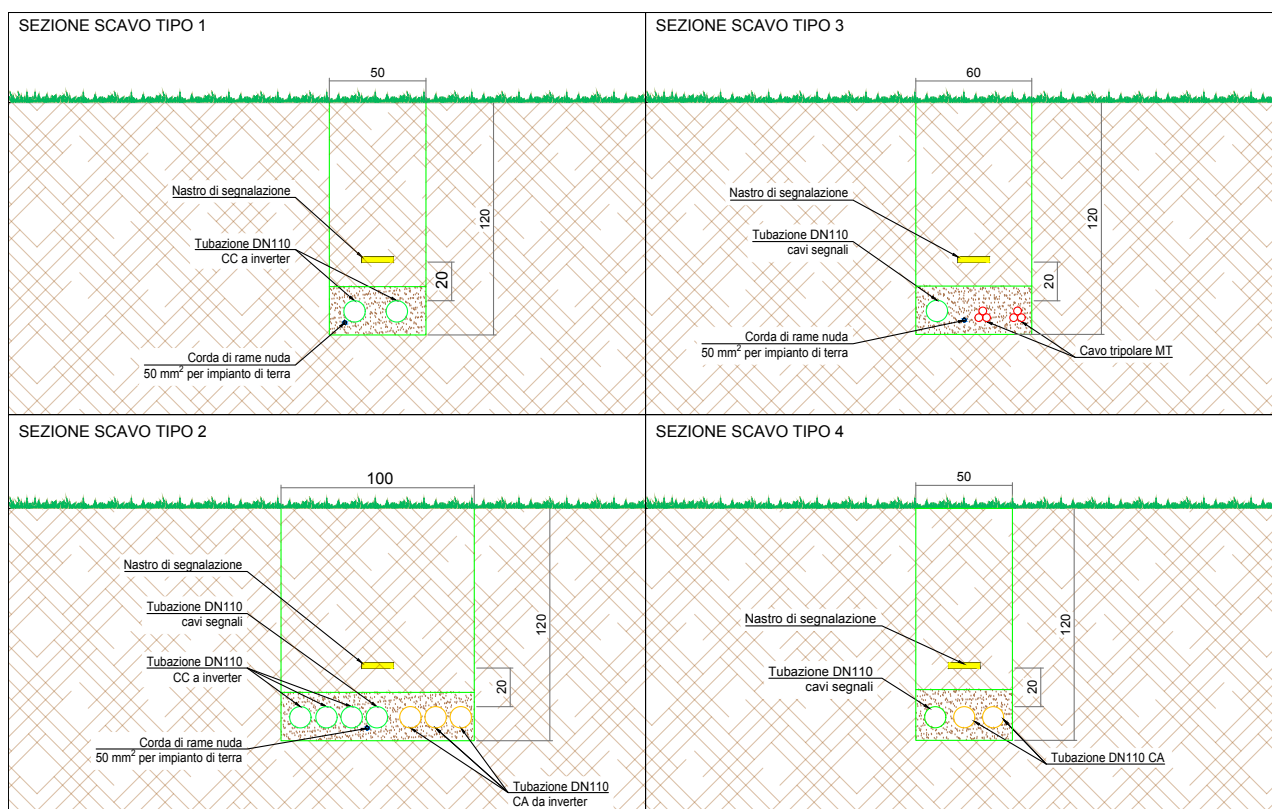 SEZIONE SCAVO TIPO 1
50
Nastro di segnalazione
Tubazione DN110
CC a inverter
120
20
Corda di rame nuda
50 mm² per impianto di terra
SEZIONE SCAVO TIPO 3
60
Nastro di segnalazione
Tubazione DN110
cavi segnali
120
20
Corda di rame nuda
50 mm² per impianto di terra
Cavo tripolare MT
SEZIONE SCAVO TIPO 2
100
Nastro di segnalazione
Tubazione DN110
cavi segnali
Tubazione DN110
CC a inverter
120
20
Corda di rame nuda
50 mm² per impianto di terra
Tubazione DN110
CA da inverter
SEZIONE SCAVO TIPO 4
50
Nastro di segnalazione
Tubazione DN110
cavi segnali
120
20
Tubazione DN110 CA